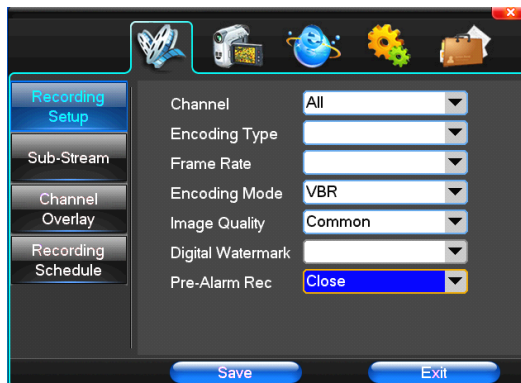 Recording
Setup
Sub-Stream
Channel
Overlay
Recording
Schedule
Channel All
Encoding Type
Frame Rate
Encoding Mode VBR
Image Quality Common
Digital Watermark
Pre-Alarm Rec Close
Save Exit